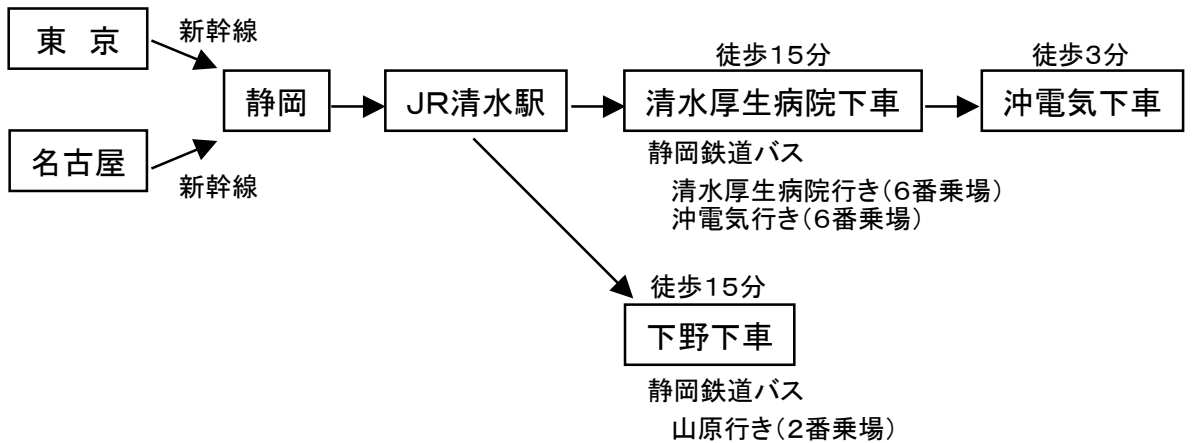 東 京
新幹線
名古屋
新幹線
静岡
JR清水駅
徒歩15分
清水厚生病院下車
静岡鉄道バス
清水厚生病院行き(6番乗場)
沖電気行き(6番乗場)
徒歩3分
沖電気下車
徒歩15分
下野下車
静岡鉄道バス
山原行き(2番乗場)